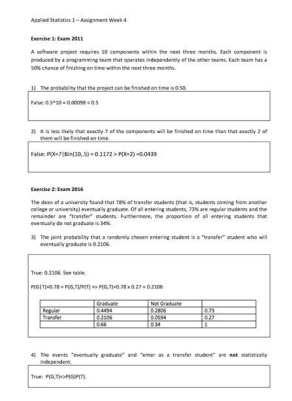 Applied Statistics 1 – Assignment Week 4
Exercise 1: Exam 2011
A software project requires 10 components within the next three months. Each component is
produced by a programming team that operates independently of the other teams. Each team has a
50% chance of finishing on time within the next three months.
1) The probability that the project can be finished on time is 0.50.
False: 0.5^10 = 0.00098 < 0.5
2) It is less likely that exactly 7 of the components will be finished on time than that exactly 2 of
them will be finished on time.
False: P(X=7|Bin(10,.5) = 0.1172 > P(X=2) =0.0439
Exercise 2: Exam 2016
The dean of a university found that 78% of transfer students (that is, students coming from another
college or university) eventually graduate. Of all entering students, 73% are regular students and the
remainder are "transfer" students. Furthermore, the proportion of all entering students that
eventually do not graduate is 34%.
3) The joint probability that a randomly chosen entering student is a "transfer" student who will
eventually graduate is 0.2106.
True: 0.2106. See table.
P(G|T)=0.78 = P(G,T)/P(T) => P(G,T)=0.78 x 0.27 = 0.2106
Graduate Not Graduate
Regular 0.4494 0.2806 0.73
Transfer 0.2106 0.0594 0.27
0.66 0.34 1
4) The events "eventually graduate" and "enter as a transfer student" are not statistically
independent.
True: P(G,T)<>P(G)P(T).